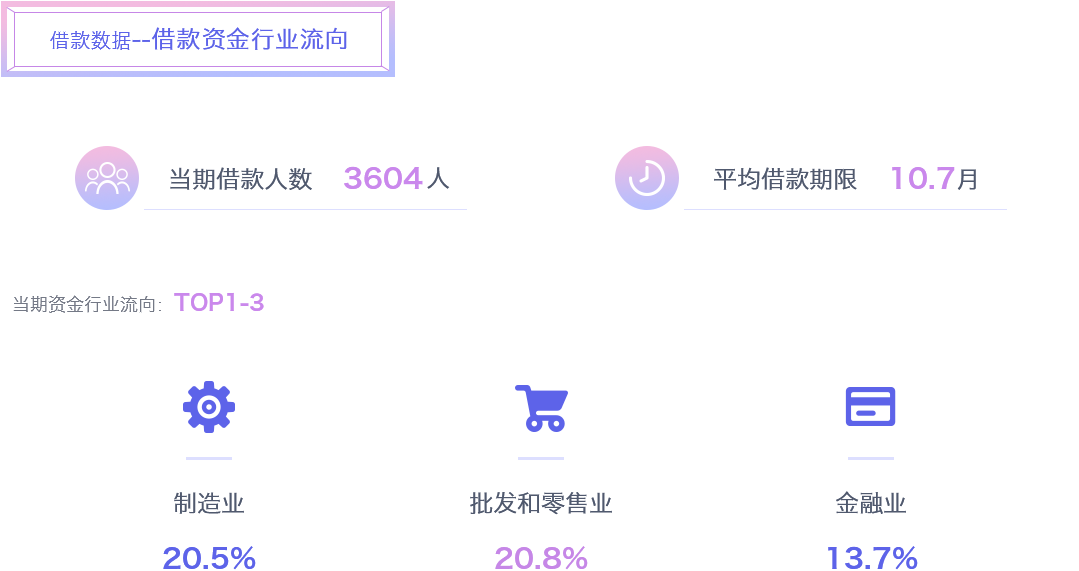 借款数据--借款资金行业流向
当期借款人数 3604人
平均借款期限 10.7月
当期资金行业流向: TOP1-3
制造业
批发和零售业
金融业
20.5%
20.8%
13.7%